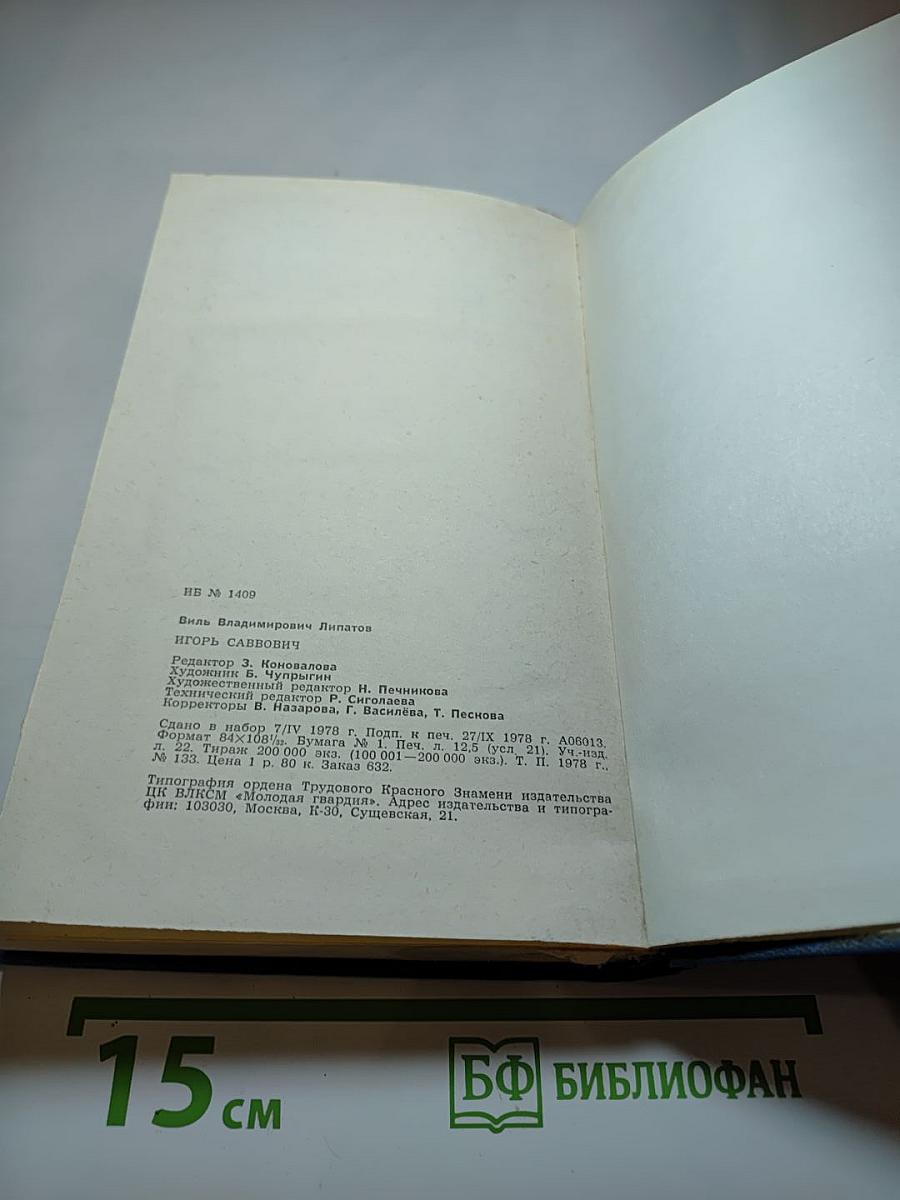 ИБ № 1409
Виль Владимирович Липатов
ИГОРЬ САВВОВИЧ
Редактор З. Коновалова
Художник Б. Чупрыгин
Художественный редактор Н. Печникова
Технический редактор Р. Сиголаева
Корректоры В. Назарова, Г. Василёва, Т. Пескова
Сдано в набор 7/IV 1978 г. Подп. к печ. 27/IX 1978 г. А06013.
Формат 84×108¹/₃₂. Бумага № 1. Печ. л. 12,5 (усл. 21). Уч.-изд.
л. 22. Тираж 200 000 экз. (100 001—200 000 экз.). Т. П. 1978 г.,
№ 133. Цена 1 р. 80 к. Заказ 632.
Типография ордена Трудового Красного Знамени издательства
ЦК ВЛКСМ «Молодая гвардия». Адрес издательства и типогра-
фии: 103030, Москва, К-30, Сущевская, 21.
15 см
БФ БИБЛИОФАН